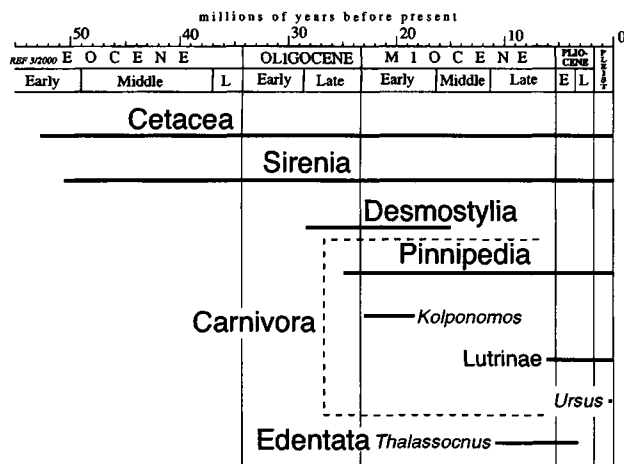 millions of years before present
50 40 30 20 10 0
REF 3/2000 E O C E N E OLIGOCENE M I O C E N E PLIO-CENE PLEIST
Early Middle L Early Late Early Middle Late E L
Cetacea
Sirenia
Desmostylia
Pinnipedia
Carnivora
Kolponomos
Lutrinae
Ursus
Edentata Thalassocnus